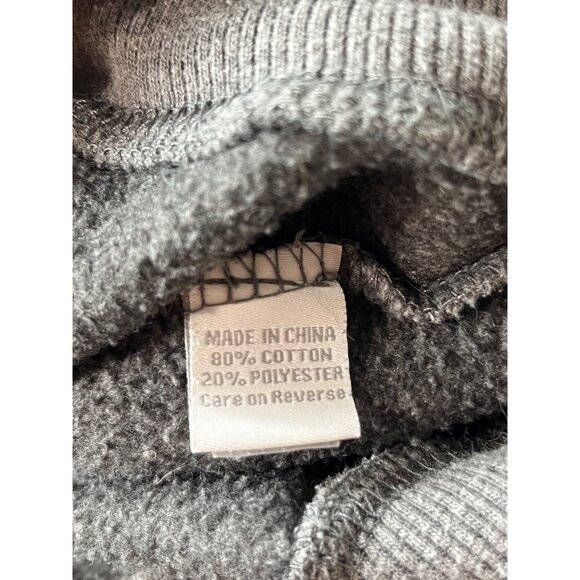 MADE IN CHINA
80% COTTON
20% POLYESTER
Care on Reverse